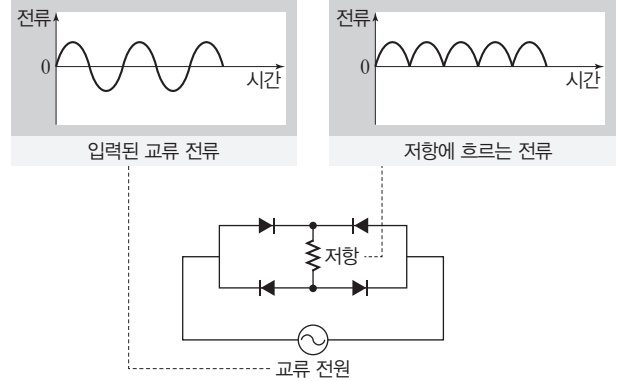 전류
0
시간
입력된 교류 전류
전류
0
시간
저항에 흐르는 전류
저항
교류 전원